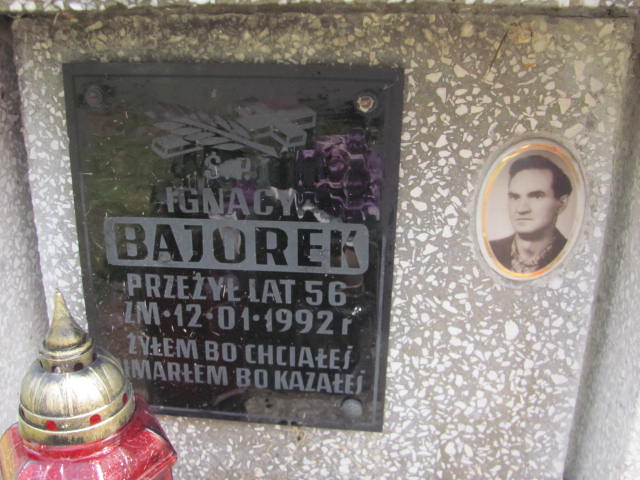 Ś.P.
IGNACY
BAJOREK
PRZEŻYŁ LAT 56
ZM·12·01·1992 r
ŻYŁEM BO CHCIAŁEŚ
UMARŁEM BO KAZAŁEŚ